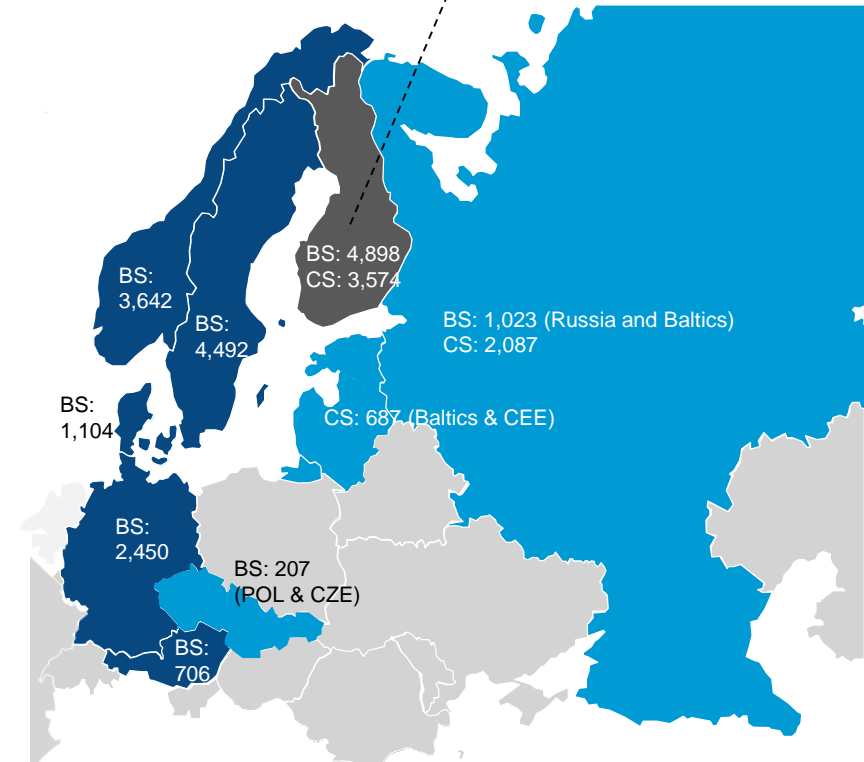 BS: 4,898
CS: 3,574
BS:
3,642
BS:
4,492
BS: 1,023 (Russia and Baltics)
CS: 2,087
BS:
1,104
CS: 687 (Baltics & CEE)
BS:
2,450
BS: 207
(POL & CZE)
BS:
706